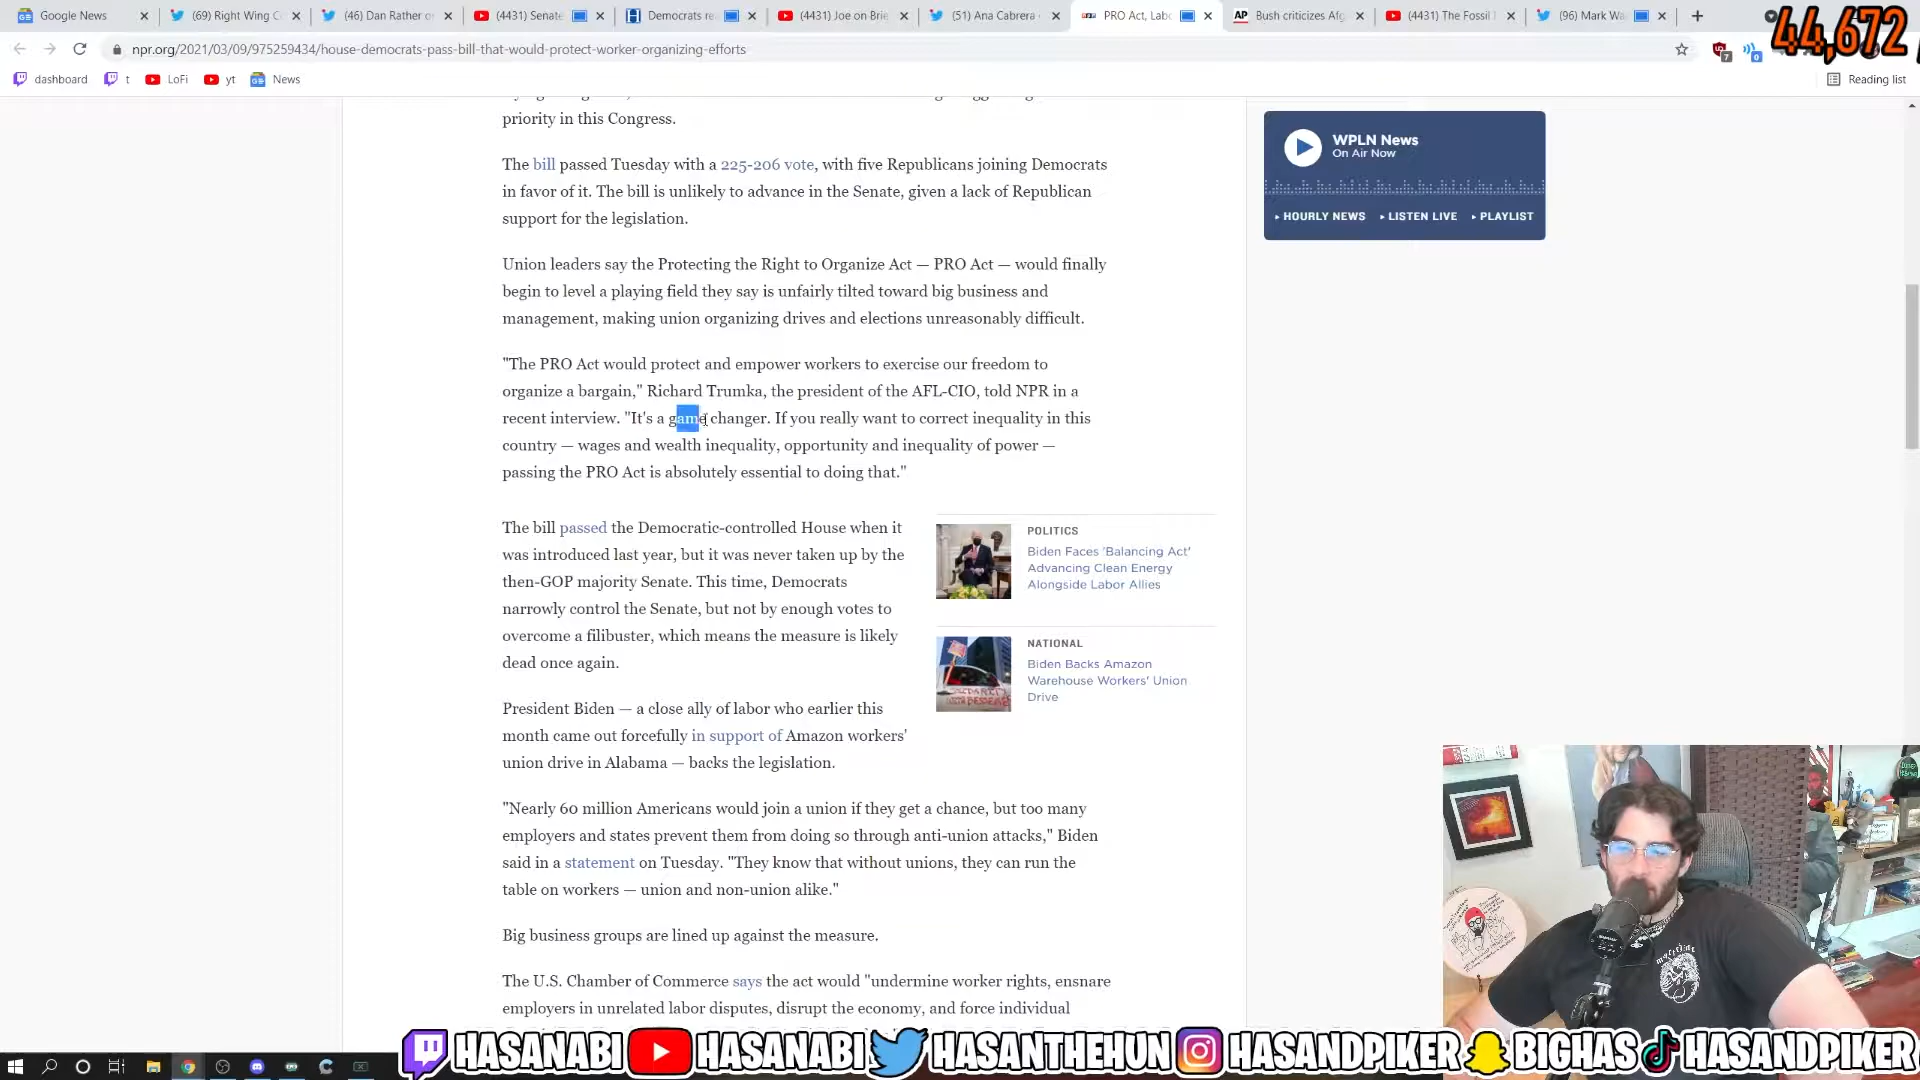 Google News
(69) Right Wing C
(46) Dan Rather o
(4431) Senate
Democrats re
(4431) Joe on Brie
(51) Ana Cabrera
PRO Act, Labo
AP Bush criticizes Afg
(4431) The Fossil
(96) Mark Wa
44,672
npr.org/2021/03/09/975259434/house-democrats-pass-bill-that-would-protect-worker-organizing-efforts
7
0
dashboard
t
LoFi
yt
News
Reading list
priority in this Congress.
The bill passed Tuesday with a 225-206 vote, with five Republicans joining Democrats
in favor of it. The bill is unlikely to advance in the Senate, given a lack of Republican
support for the legislation.
Union leaders say the Protecting the Right to Organize Act — PRO Act — would finally
begin to level a playing field they say is unfairly tilted toward big business and
management, making union organizing drives and elections unreasonably difficult.
"The PRO Act would protect and empower workers to exercise our freedom to
organize a bargain," Richard Trumka, the president of the AFL-CIO, told NPR in a
recent interview. "It's a game changer. If you really want to correct inequality in this
country — wages and wealth inequality, opportunity and inequality of power —
passing the PRO Act is absolutely essential to doing that."
The bill passed the Democratic-controlled House when it
was introduced last year, but it was never taken up by the
then-GOP majority Senate. This time, Democrats
narrowly control the Senate, but not by enough votes to
overcome a filibuster, which means the measure is likely
dead once again.
President Biden — a close ally of labor who earlier this
month came out forcefully in support of Amazon workers'
union drive in Alabama — backs the legislation.
"Nearly 60 million Americans would join a union if they get a chance, but too many
employers and states prevent them from doing so through anti-union attacks," Biden
said in a statement on Tuesday. "They know that without unions, they can run the
table on workers — union and non-union alike."
Big business groups are lined up against the measure.
The U.S. Chamber of Commerce says the act would "undermine worker rights, ensnare
employers in unrelated labor disputes, disrupt the economy, and force individual
POLITICS
Biden Faces 'Balancing Act'
Advancing Clean Energy
Alongside Labor Allies
NATIONAL
Biden Backs Amazon
Warehouse Workers' Union
Drive
WPLN News
On Air Now
HOURLY NEWS
LISTEN LIVE
PLAYLIST
HASANABI
HASANABI
HASANTHEHUN
HASANDPIKER
BIGHAS
HASANDPIKER